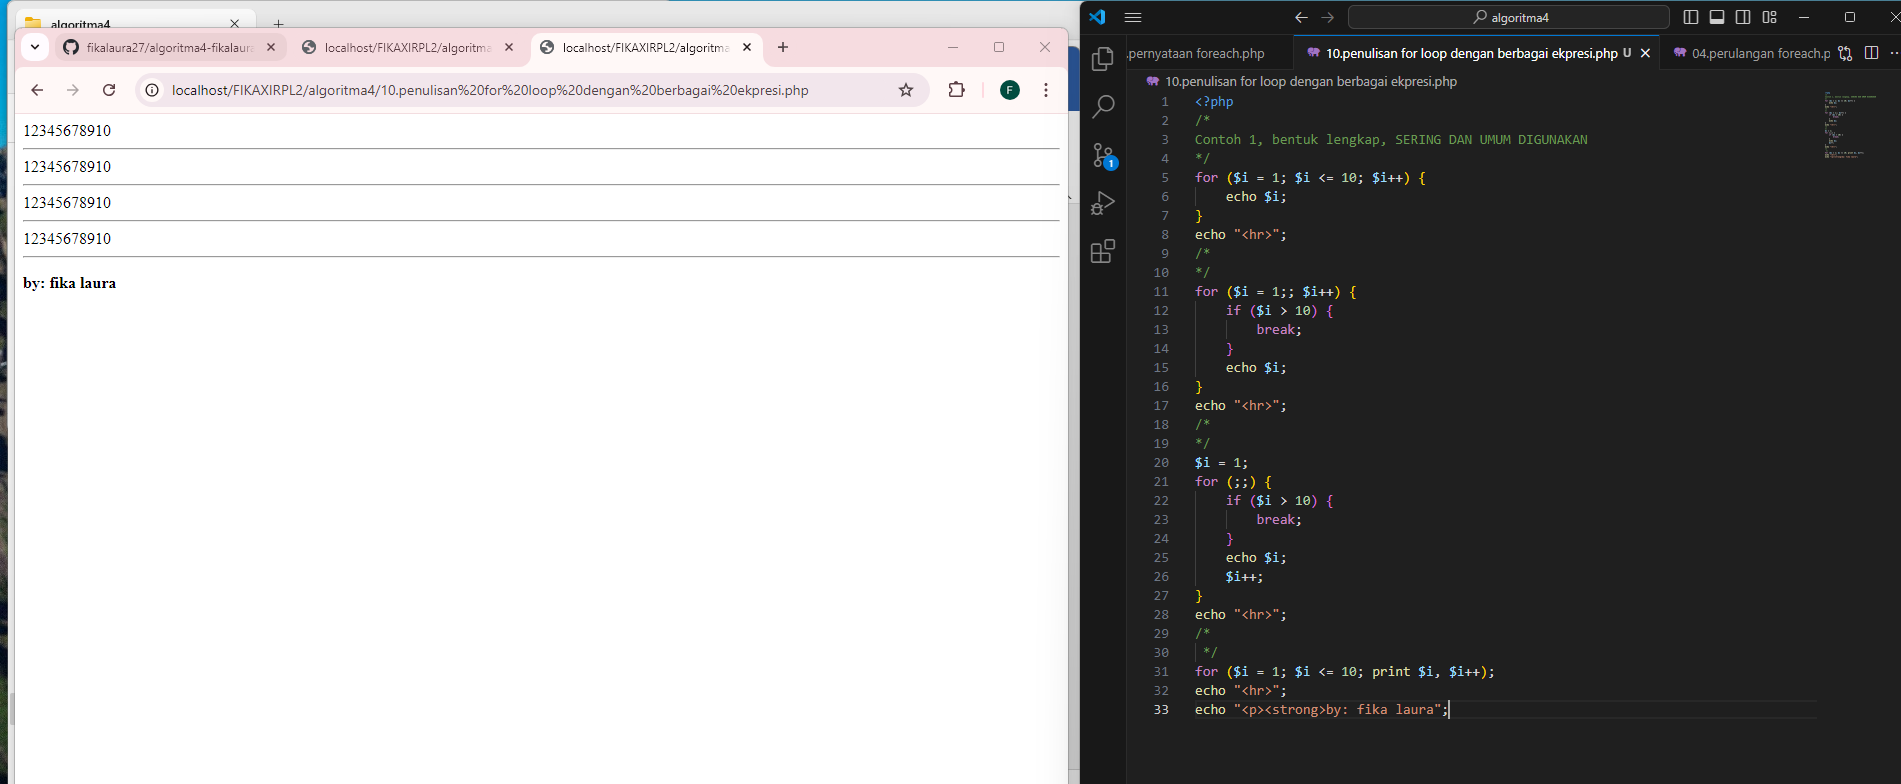 algoritma4
fikalaura27/algoritma4-fikalaura
localhost/FIKAXIRPL2/algoritma
localhost/FIKAXIRPL2/algoritma
localhost/FIKAXIRPL2/algoritma4/10.penulisan%20for%20loop%20dengan%20berbagai%20ekpresi.php
F
12345678910
12345678910
12345678910
12345678910
by: fika laura
algoritma4
.pernyataan foreach.php
10.penulisan for loop dengan berbagai ekpresi.php U
04.perulangan foreach.p
10.penulisan for loop dengan berbagai ekpresi.php
1
1 <?php
2 /*
3 Contoh 1, bentuk lengkap, SERING DAN UMUM DIGUNAKAN
4 */
5 for ($i = 1; $i <= 10; $i++) {
6     echo $i;
7 }
8 echo "<hr>";
9 /*
10 */
11 for ($i = 1;; $i++) {
12     if ($i > 10) {
13         break;
14     }
15     echo $i;
16 }
17 echo "<hr>";
18 /*
19 */
20 $i = 1;
21 for (;;) {
22     if ($i > 10) {
23         break;
24     }
25     echo $i;
26     $i++;
27 }
28 echo "<hr>";
29 /*
30  */
31 for ($i = 1; $i <= 10; print $i, $i++);
32 echo "<hr>";
33 echo "<p><strong>by: fika laura";